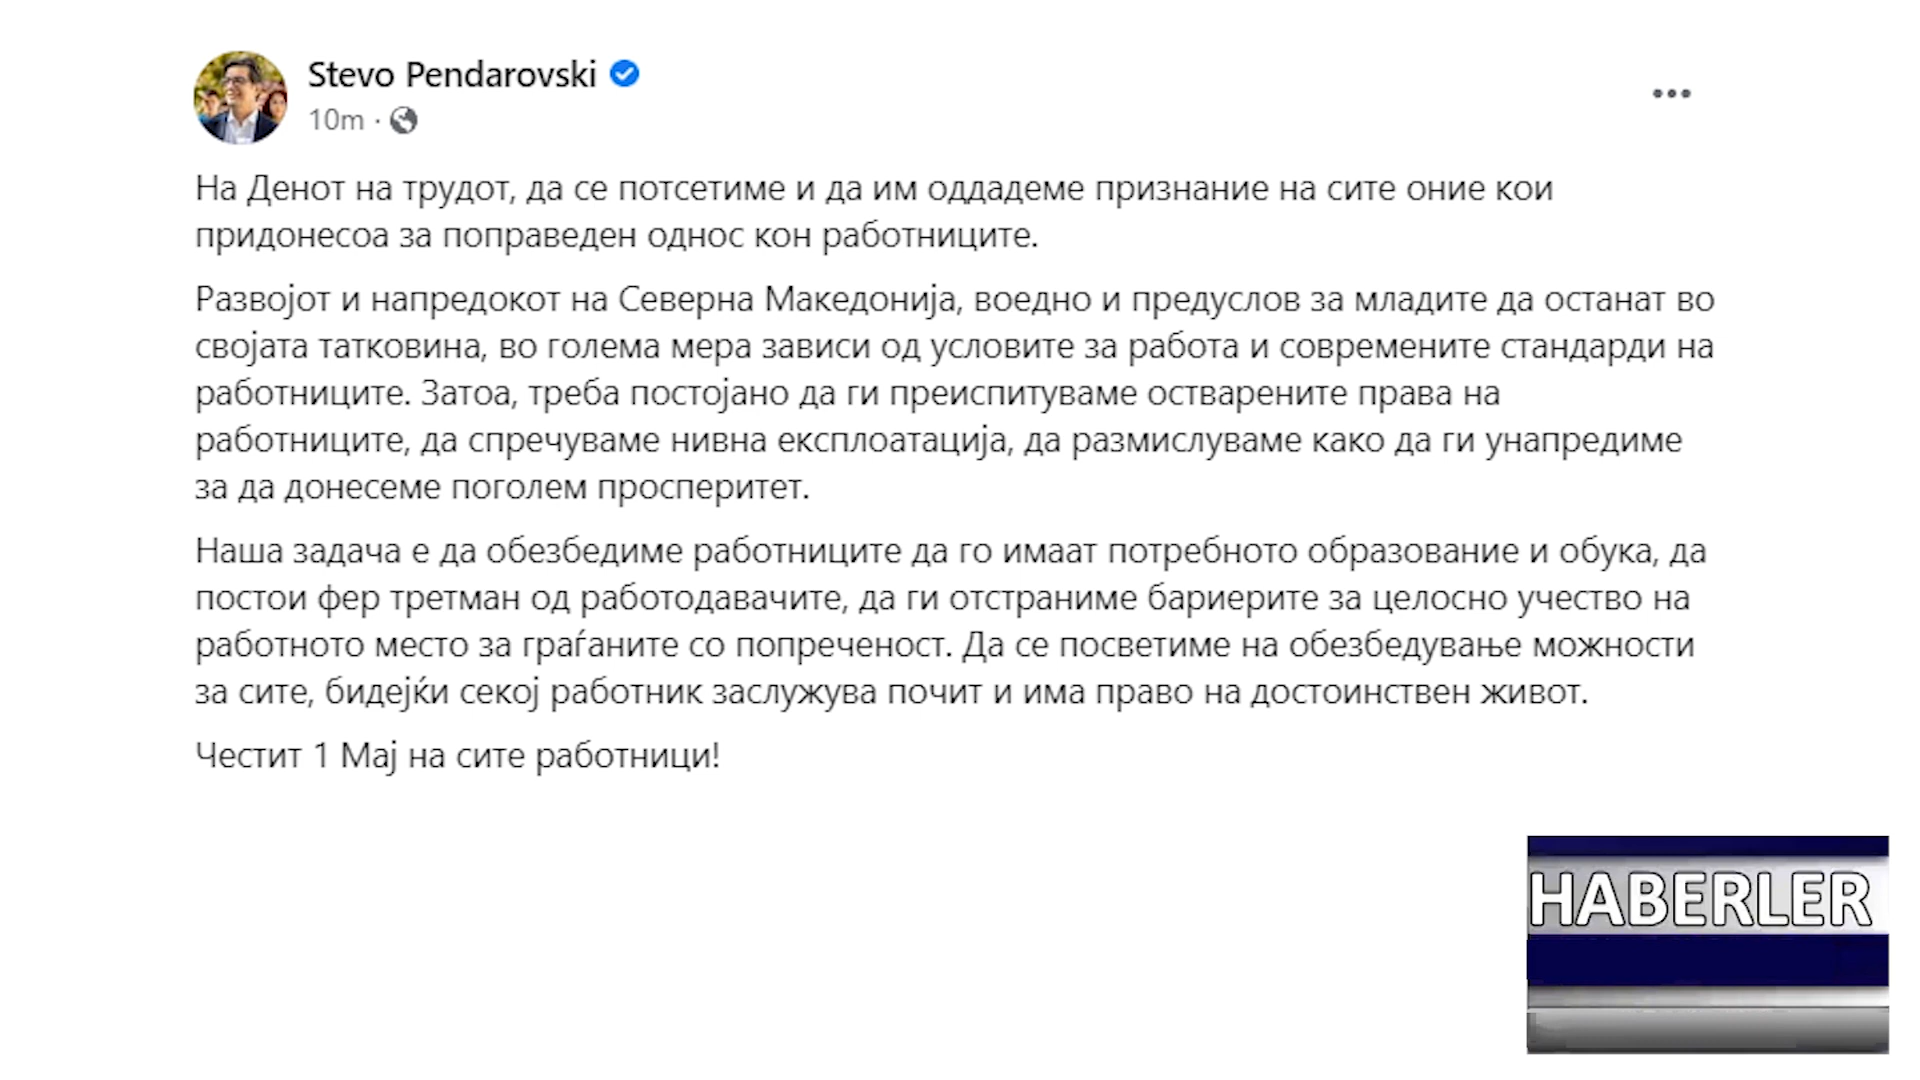 Stevo Pendarovski
10m ·
На Денот на трудот, да се потсетиме и да им оддадеме признание на сите оние кои
придонесоа за поправеден однос кон работниците.
Развојот и напредокот на Северна Македонија, воедно и предуслов за младите да останат во
својата татковина, во голема мера зависи од условите за работа и современите стандарди на
работниците. Затоа, треба постојано да ги преиспитуваме остварените права на
работниците, да спречуваме нивна експлоатација, да размислуваме како да ги унапредиме
за да донесеме поголем просперитет.
Наша задача е да обезбедиме работниците да го имаат потребното образование и обука, да
постои фер третман од работодавачите, да ги отстраниме бариерите за целосно учество на
работното место за граѓаните со попреченост. Да се посветиме на обезбедување можности
за сите, бидејќи секој работник заслужува почит и има право на достоинствен живот.
Честит 1 Мај на сите работници!
HABERLER